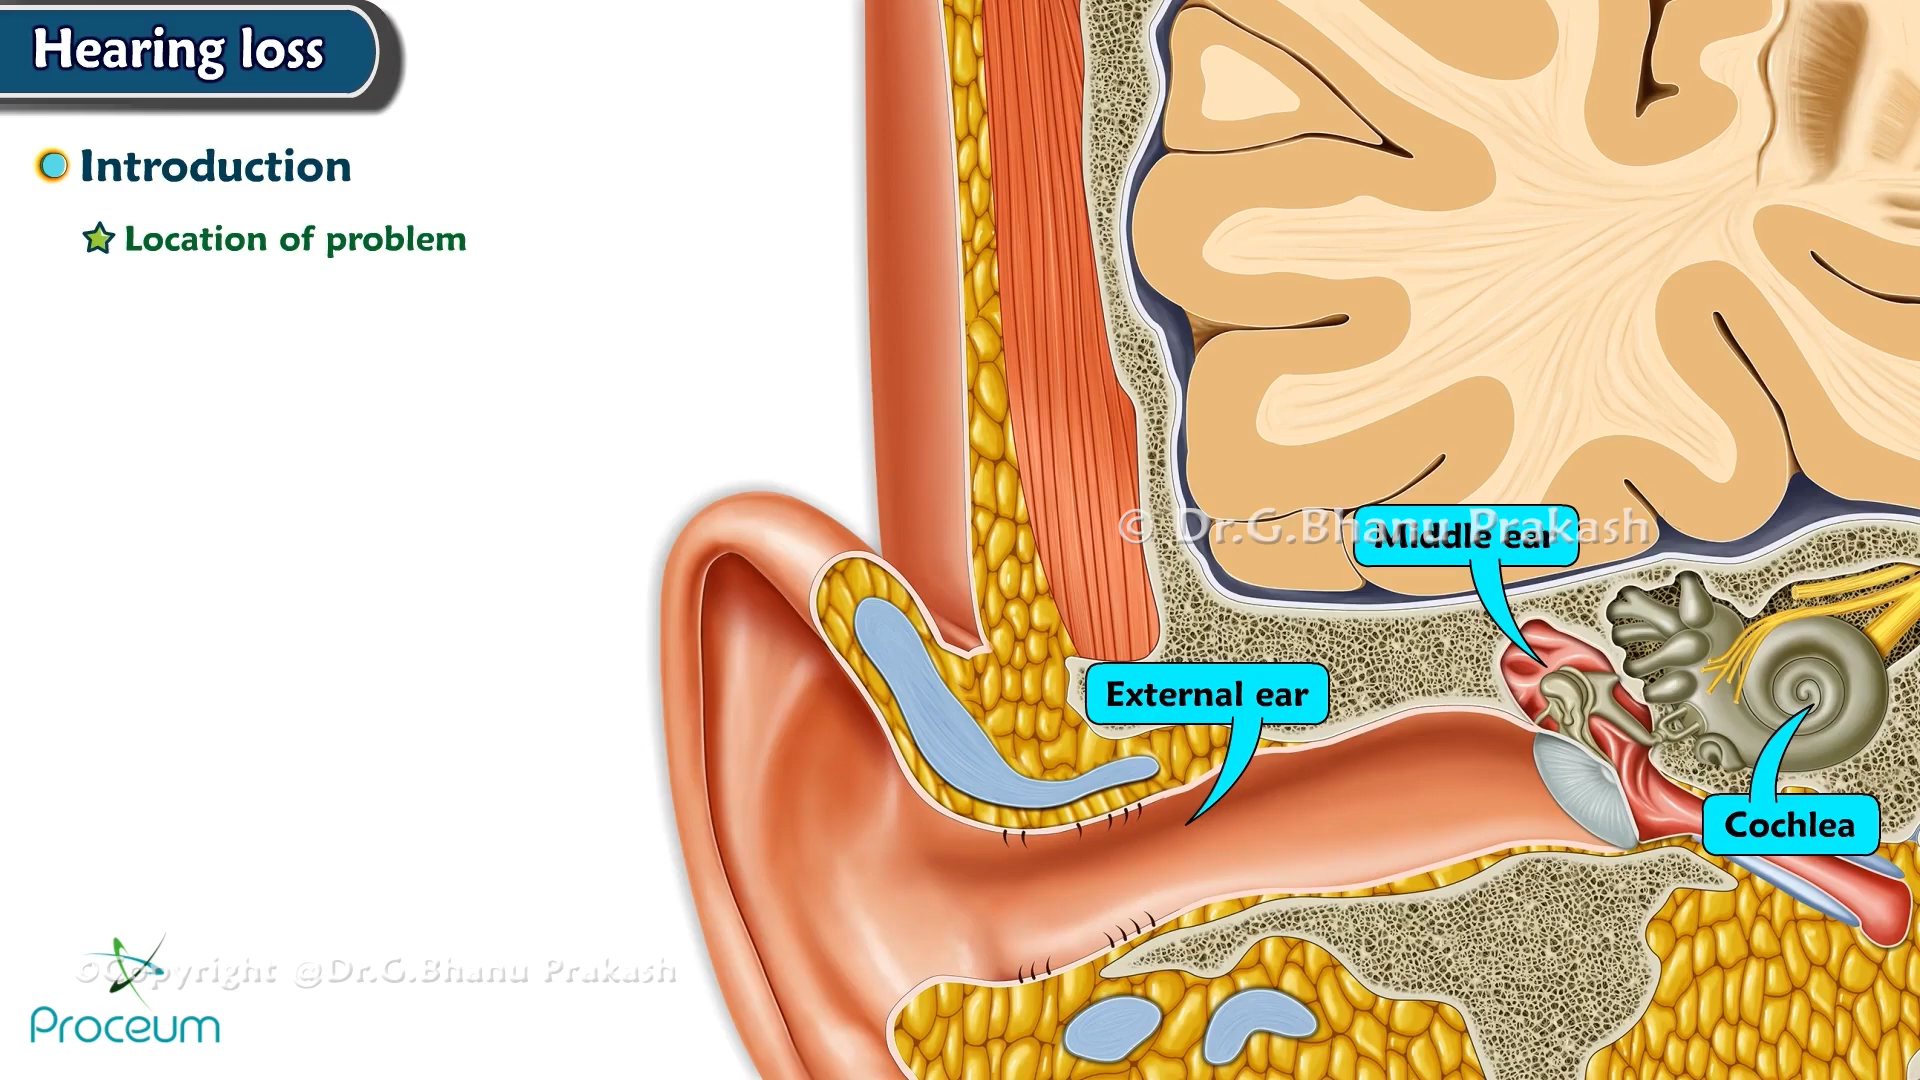 Hearing loss
Introduction
Location of problem
© Dr.G.Bhanu Prakash
Middle ear
External ear
Cochlea
©Copyright @Dr.G.Bhanu Prakash
Proceum